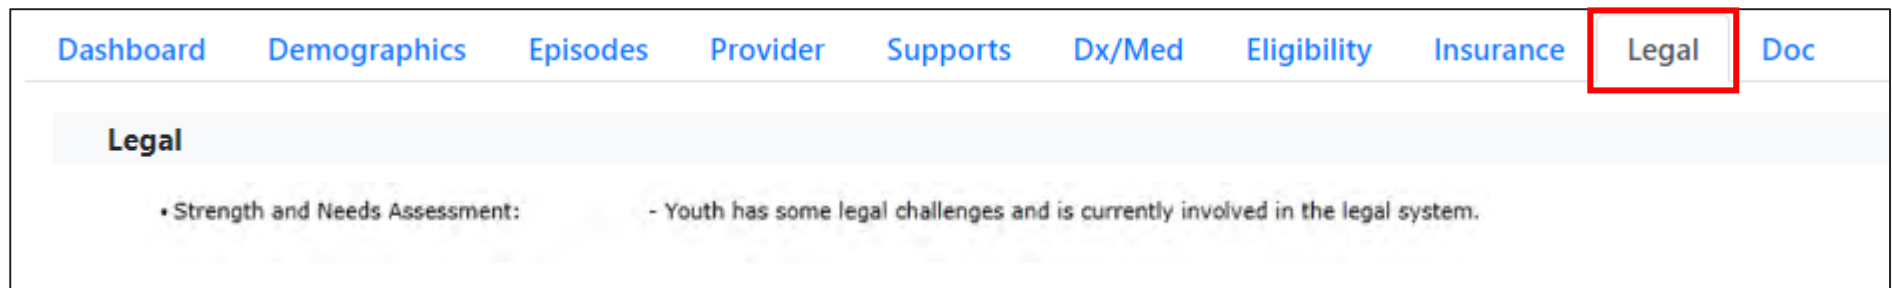 Dashboard Demographics Episodes Provider Supports Dx/Med Eligibility Insurance Legal Doc
Legal
• Strength and Needs Assessment: - Youth has some legal challenges and is currently involved in the legal system.